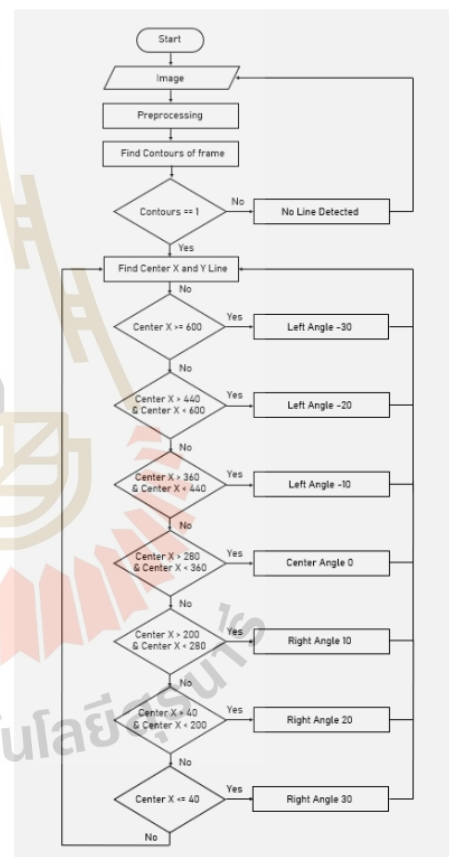 Start
Image
Preprocessing
Find Contours of frame
Contours == 1
No
No Line Detected
Yes
Find Center X and Y Line
No
Center X >= 600
Yes
Left Angle -30
No
Center X > 440
& Center X < 600
Yes
Left Angle -20
No
Center X > 360
& Center X < 440
Yes
Left Angle -10
No
Center X > 280
& Center X < 360
Yes
Center Angle 0
No
Center X > 200
& Center X < 280
Yes
Right Angle 10
No
Center X > 40
& Center X < 200
Yes
Right Angle 20
No
Center X <= 40
Yes
Right Angle 30
No